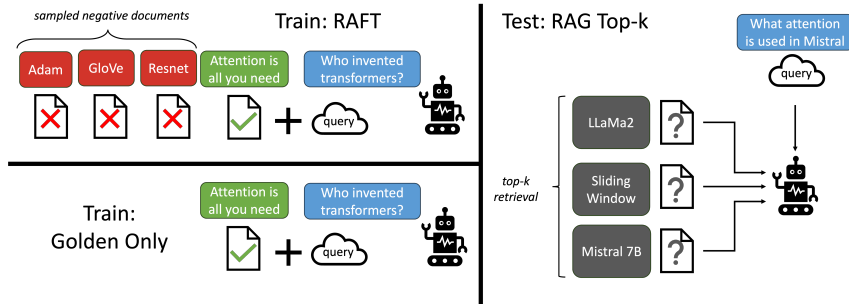 sampled negative documents
Train: RAFT
Adam
GloVe
Resnet
Attention is
all you need
Who invented
transformers?
query
Train:
Golden Only
Attention is
all you need
Who invented
transformers?
query
Test: RAG Top-k
What attention
is used in Mistral
query
top-k
retrieval
LLaMa2
?
Sliding
Window
?
Mistral 7B
?